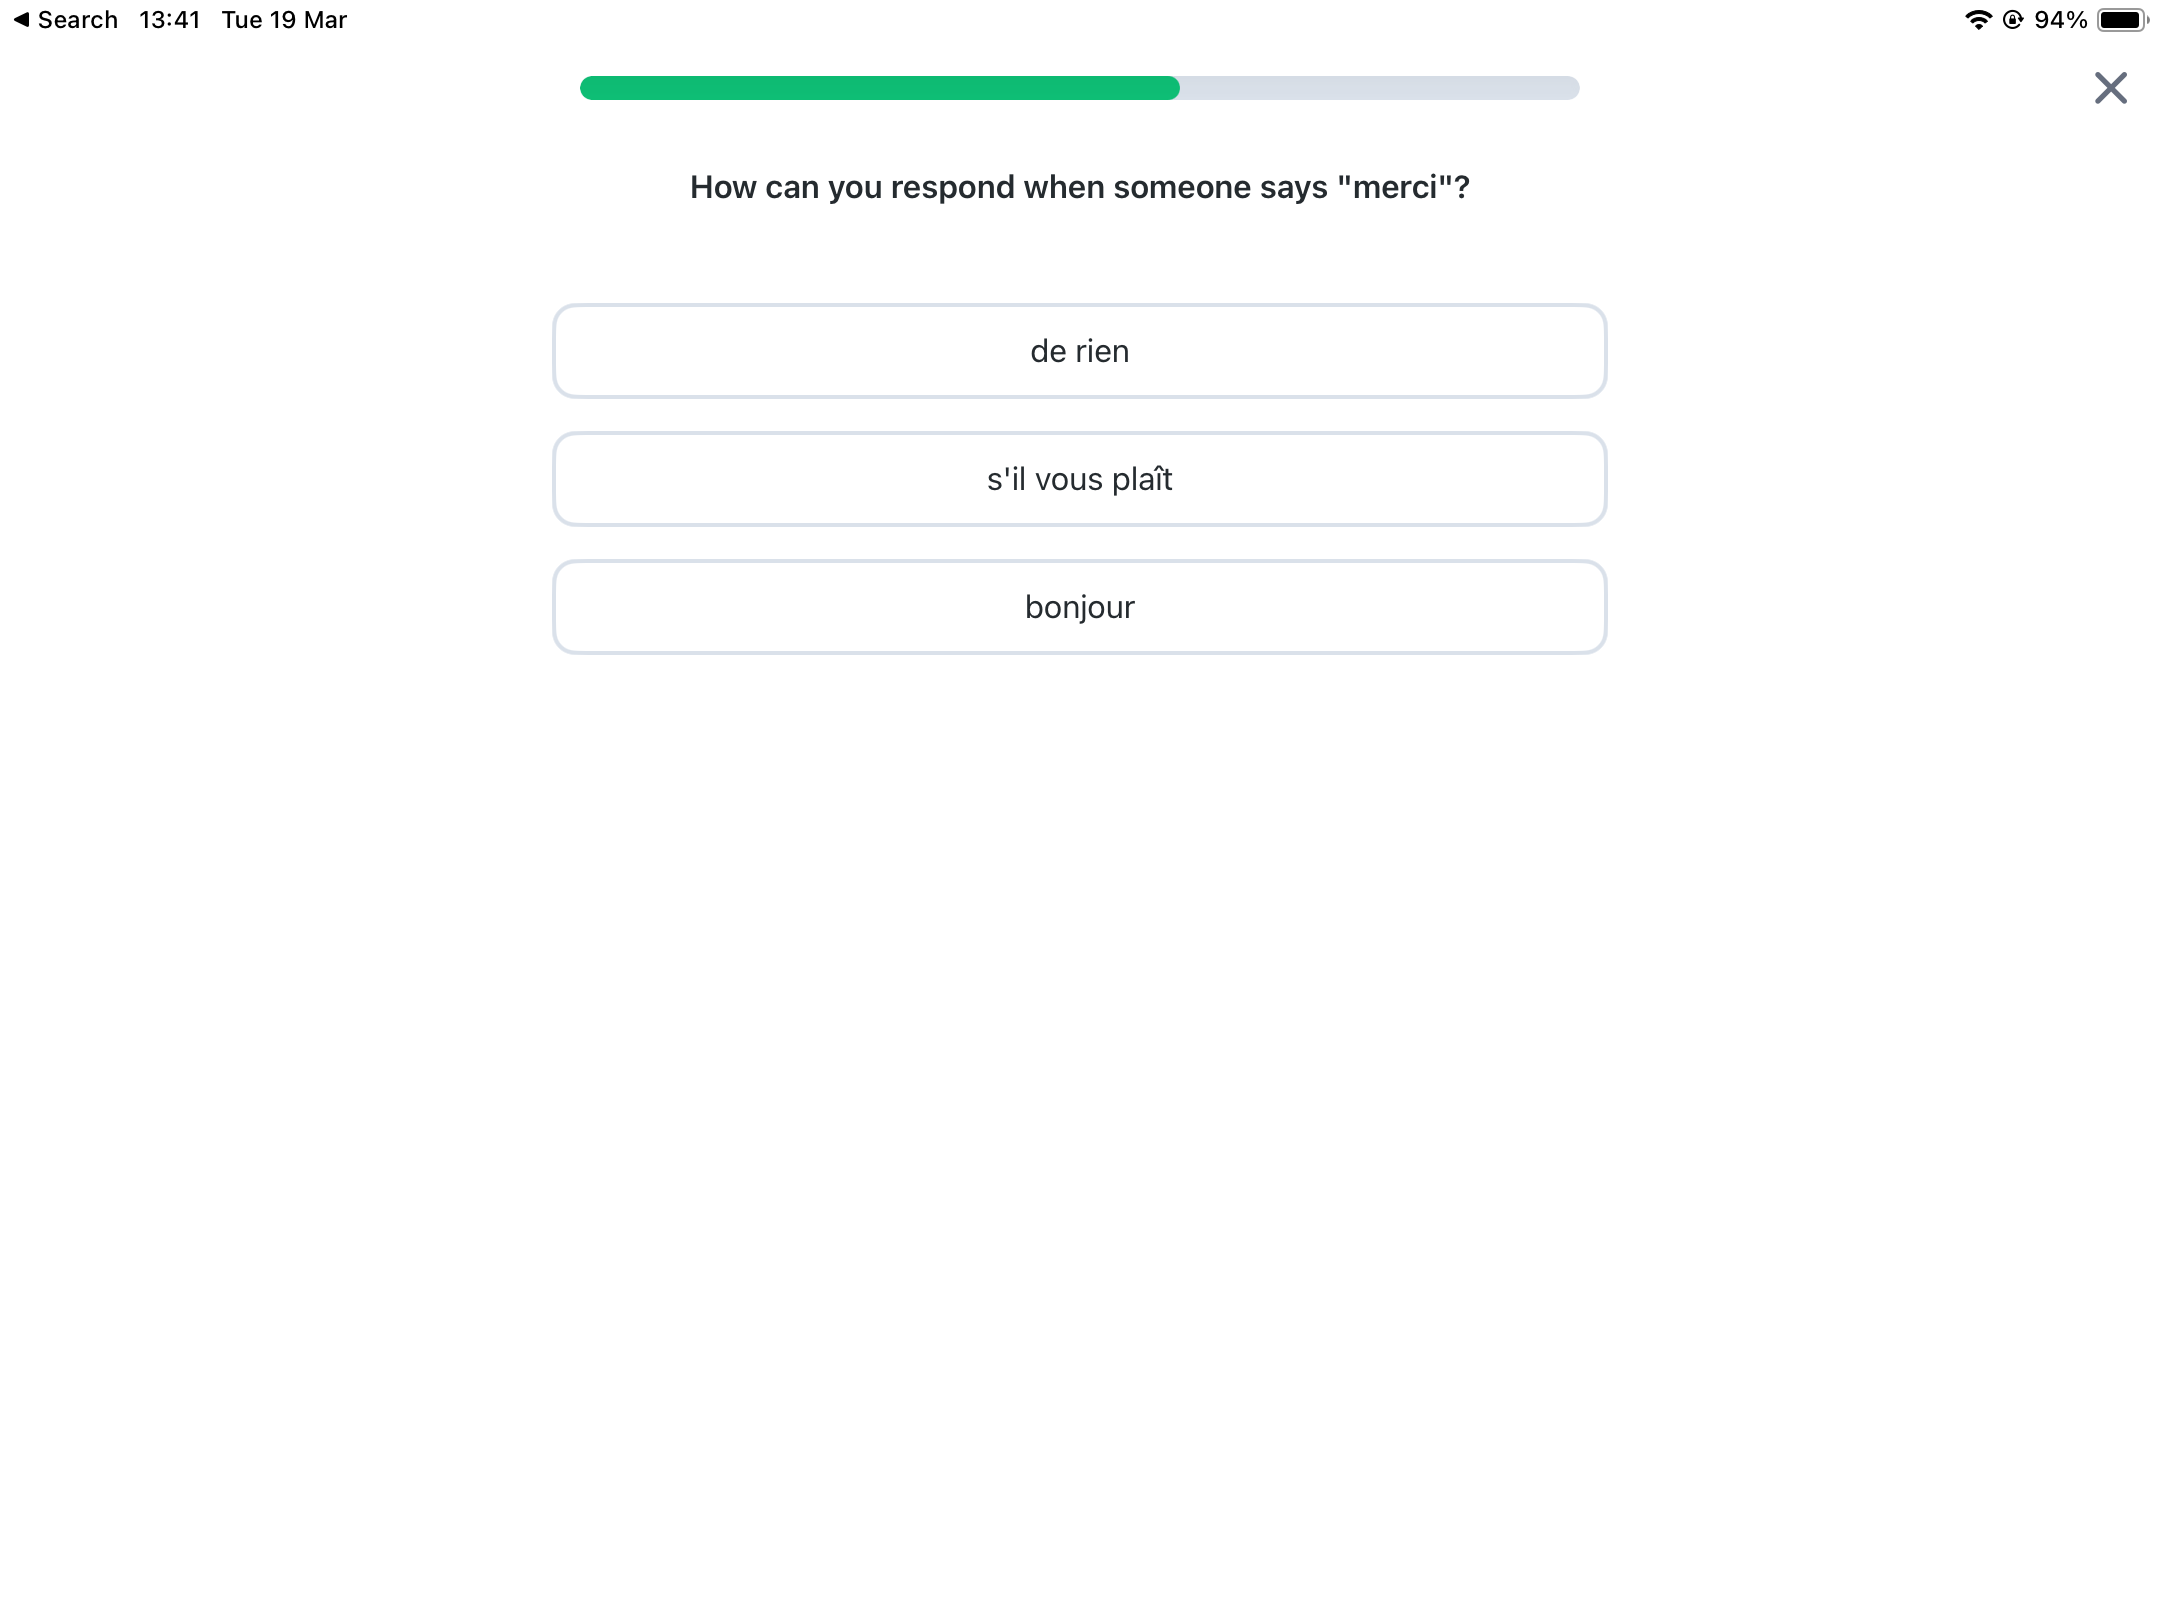 Search 13:41 Tue 19 Mar 94%
How can you respond when someone says "merci"?
de rien
s'il vous plaît
bonjour